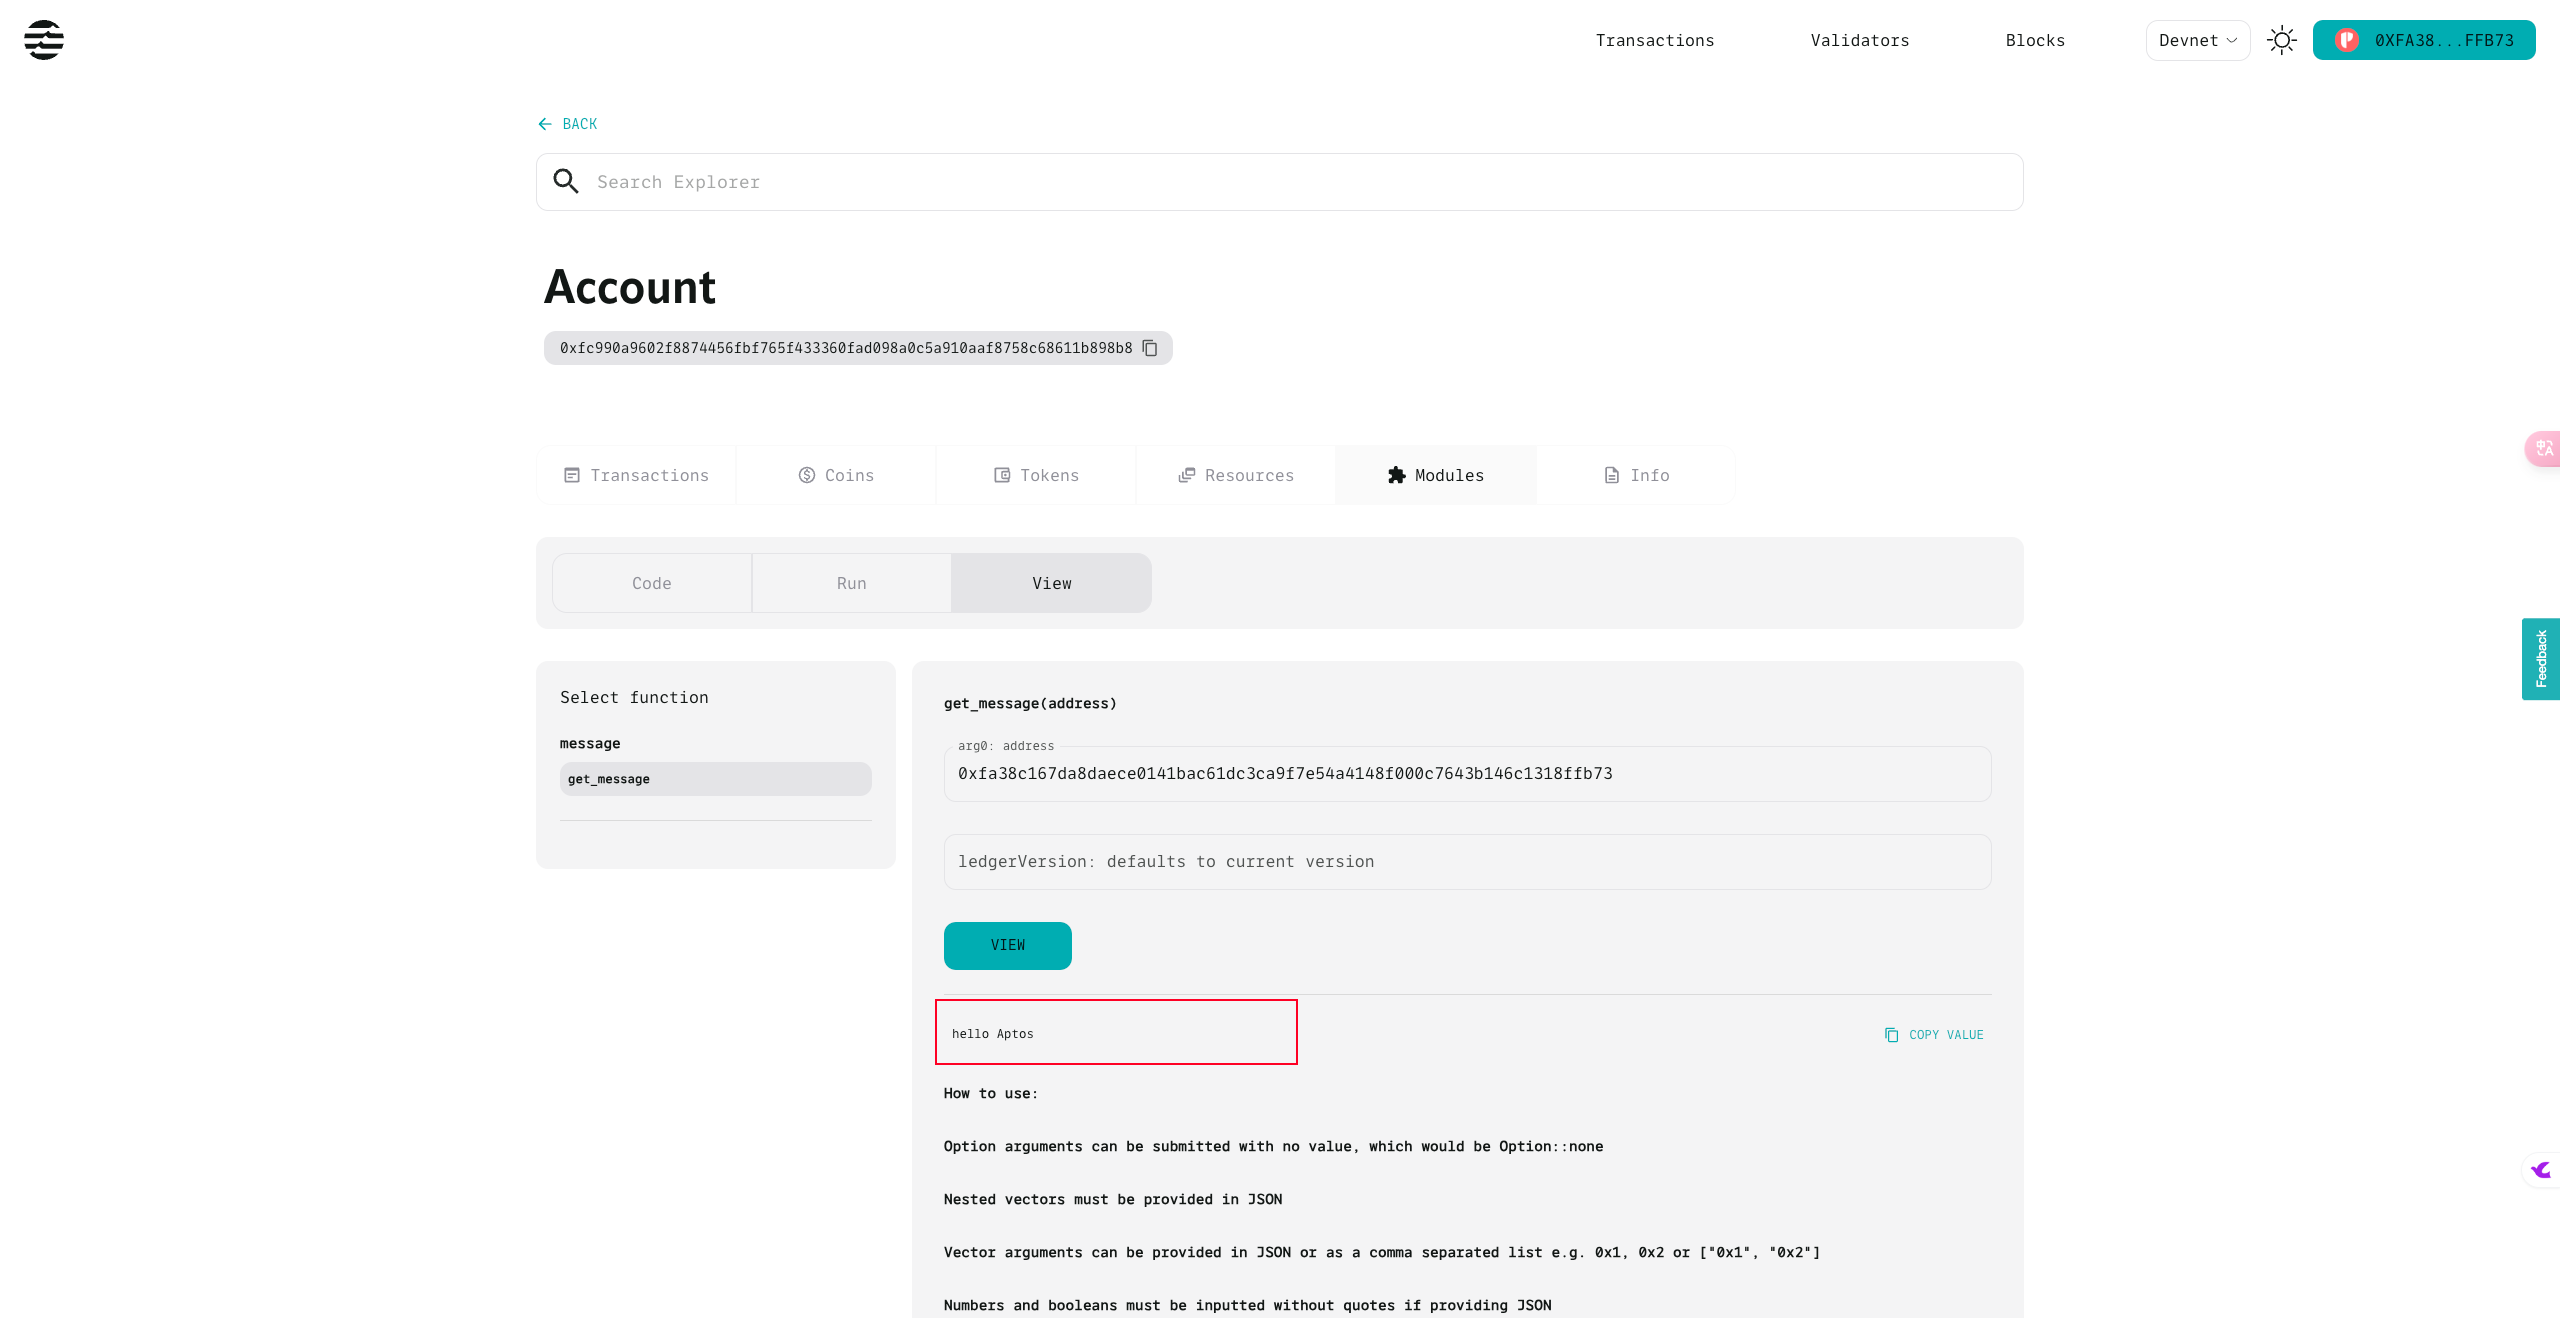 Transactions Validators Blocks Devnet 0XFA38...FFB73
BACK
Search Explorer
Account
0xfc990a9602f8874456fbf765f433360fad098a0c5a910aaf8758c68611b898b8
Transactions Coins Tokens Resources Modules Info
Code Run View
Select function
message
get_message
get_message(address)
arg0: address
0xfa38c167da8daece0141bac61dc3ca9f7e54a4148f000c7643b146c1318ffb73
ledgerVersion: defaults to current version
VIEW
hello Aptos
COPY VALUE
How to use:
Option arguments can be submitted with no value, which would be Option::none
Nested vectors must be provided in JSON
Vector arguments can be provided in JSON or as a comma separated list e.g. 0x1, 0x2 or ["0x1", "0x2"]
Numbers and booleans must be inputted without quotes if providing JSON
Feedback